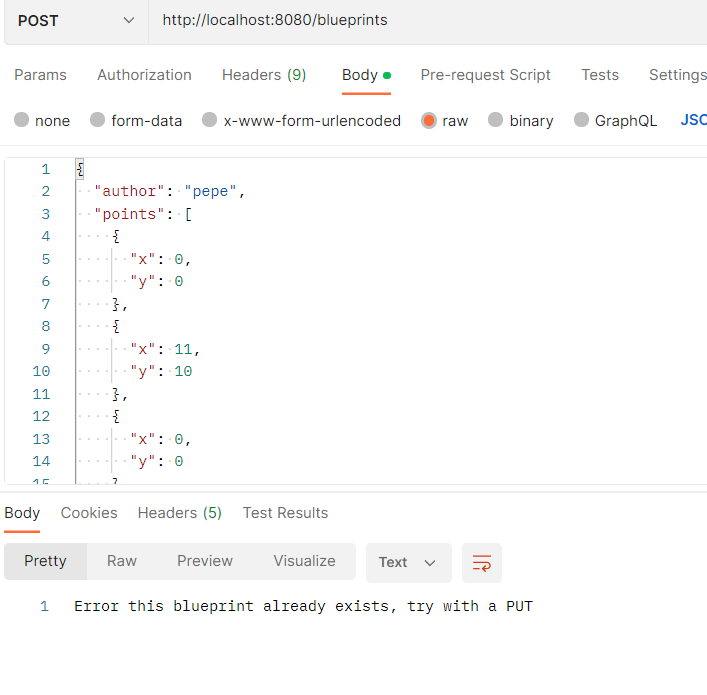 POST http://localhost:8080/blueprints
Params Authorization Headers (9) Body Pre-request Script Tests Settings
none form-data x-www-form-urlencoded raw binary GraphQL JSO
1 {
2 "author": "pepe",
3 "points": [
4 {
5 "x": 0,
6 "y": 0
7 },
8 {
9 "x": 11,
10 "y": 10
11 },
12 {
13 "x": 0,
14 "y": 0
15 }
Body Cookies Headers (5) Test Results
Pretty Raw Preview Visualize Text
1 Error this blueprint already exists, try with a PUT